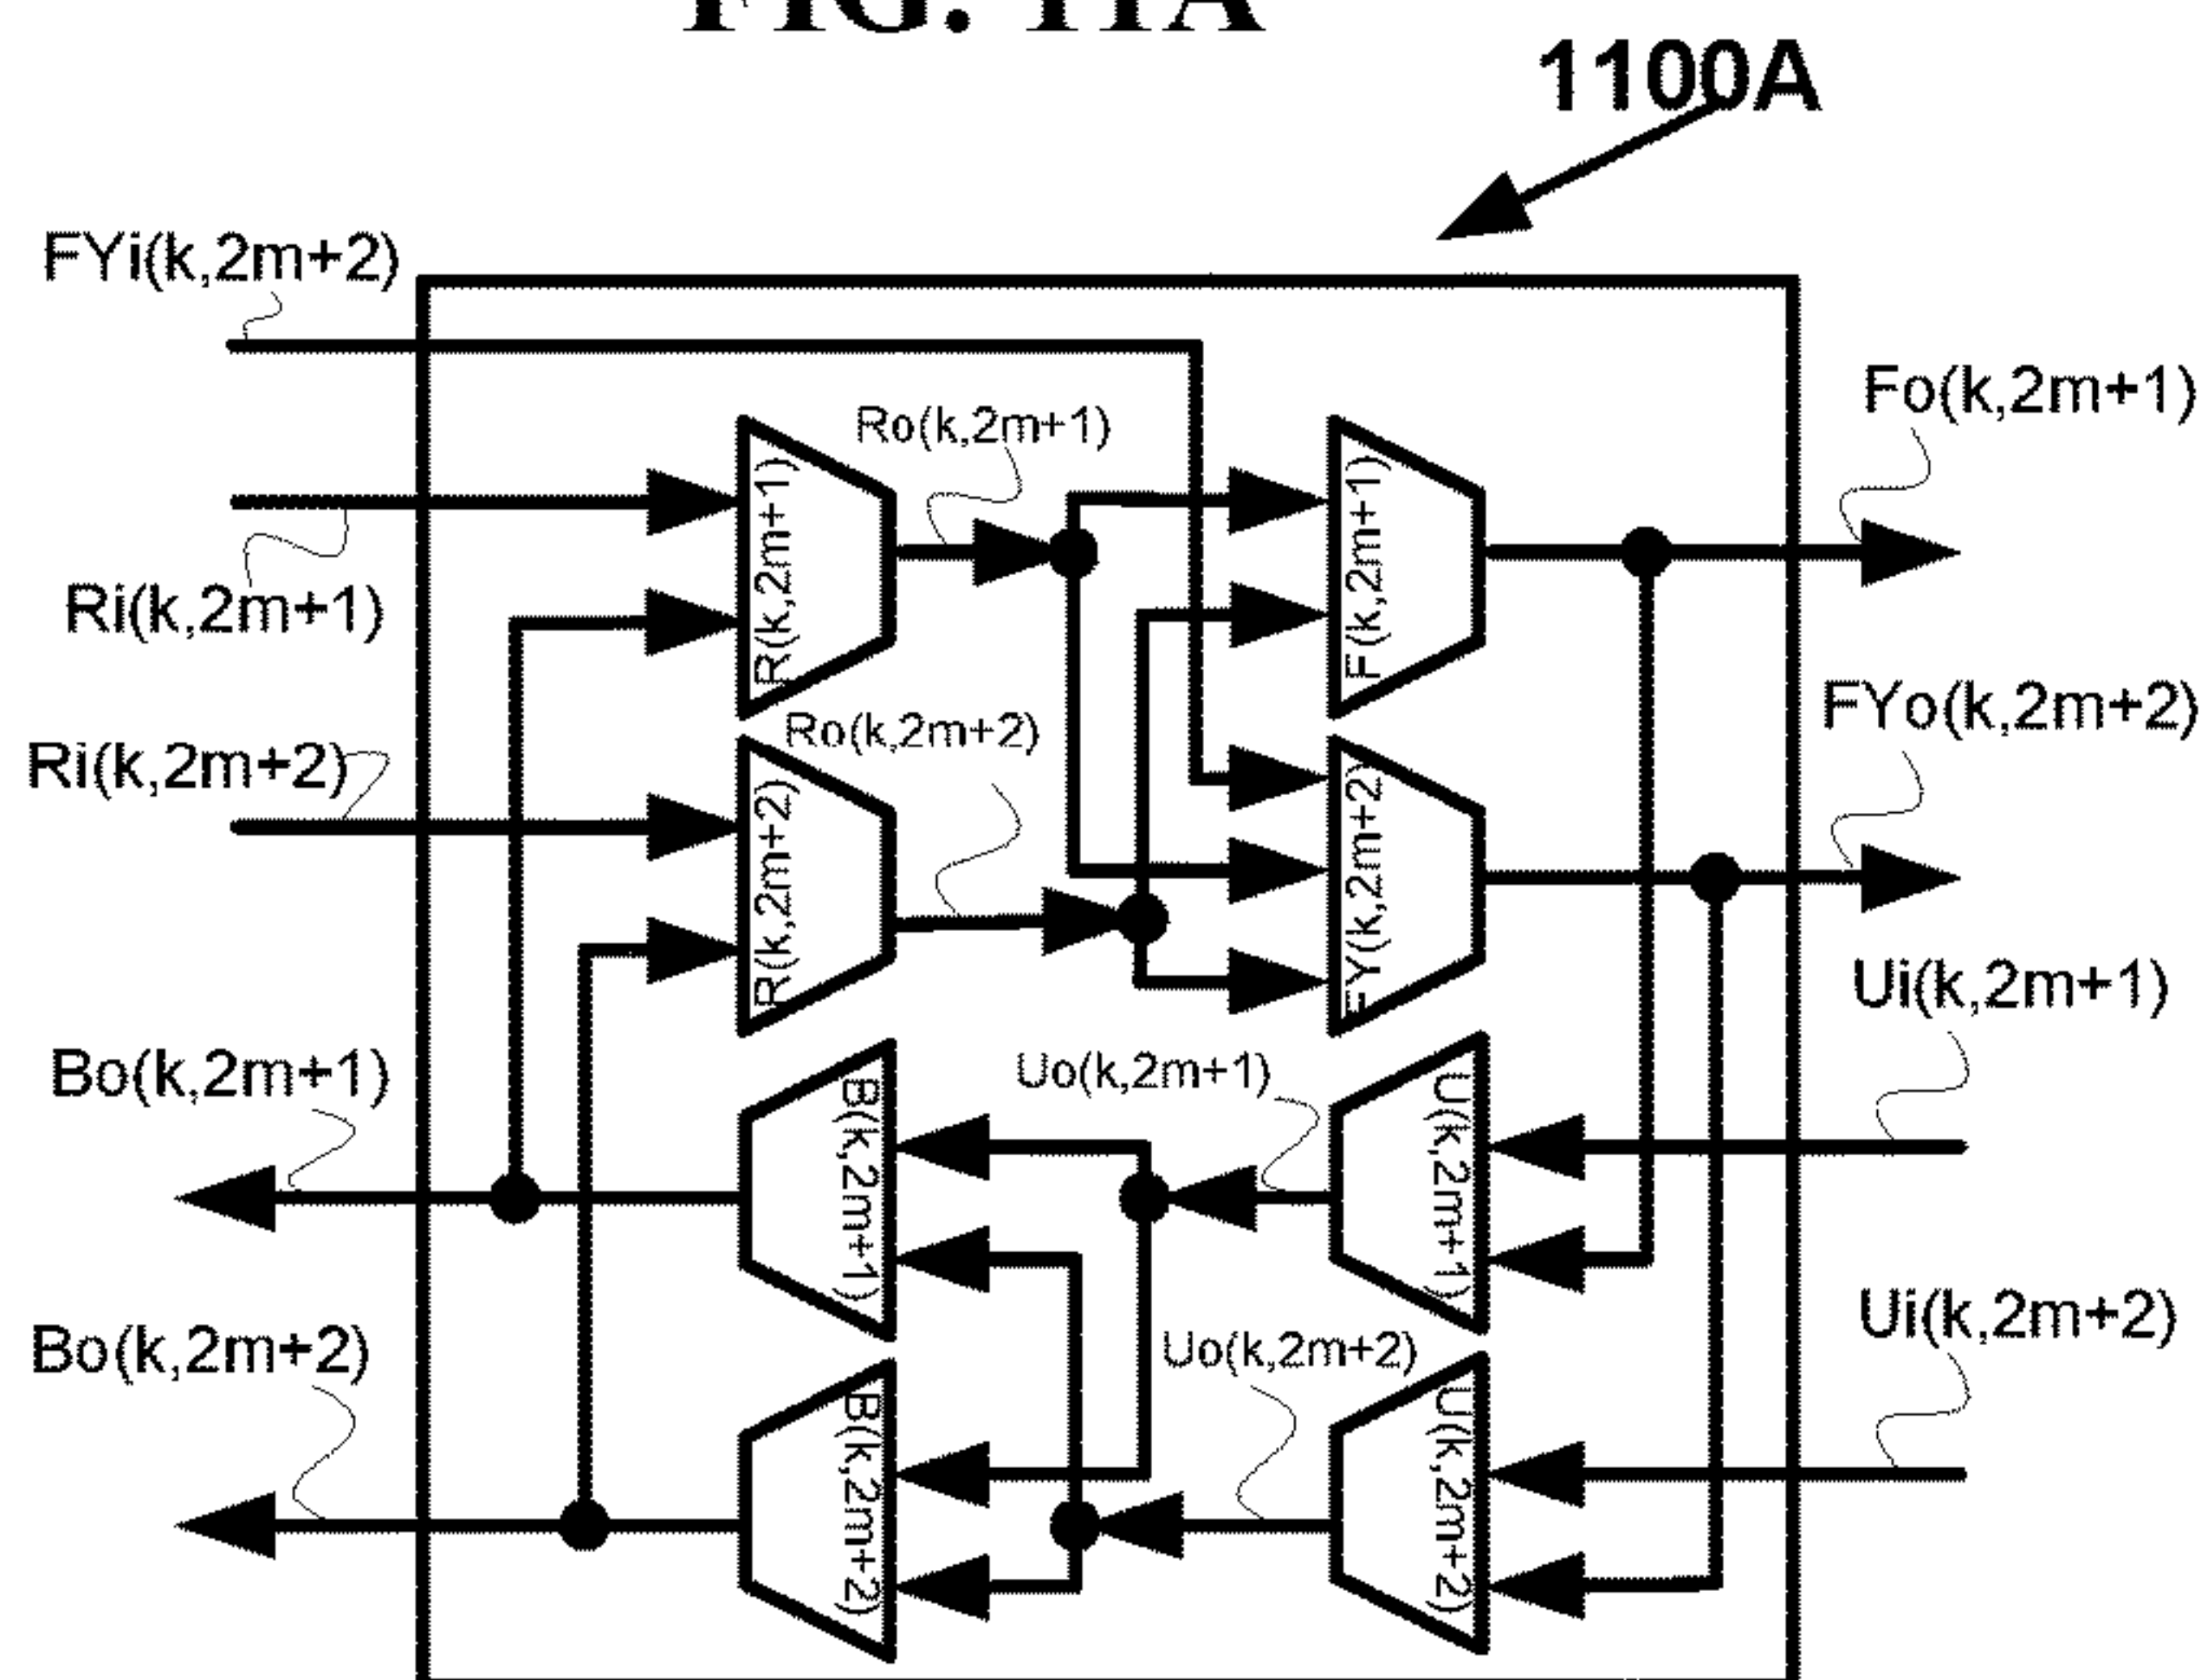 FIG. 11A
1100A
FYi(k,2m+2)
Fo(k,2m+1)
Ro(k,2m+1)
R(k,2m+1)
F(k,2m+1)
Ri(k,2m+1)
FYo(k,2m+2)
Ro(k,2m+2)
Ri(k,2m+2)
R(k,2m+2)
FY(k,2m+2)
Ui(k,2m+1)
Bo(k,2m+1)
Uo(k,2m+1)
B(k,2m+1)
U(k,2m+1)
Ui(k,2m+2)
Bo(k,2m+2)
Uo(k,2m+2)
B(k,2m+2)
U(k,2m+2)